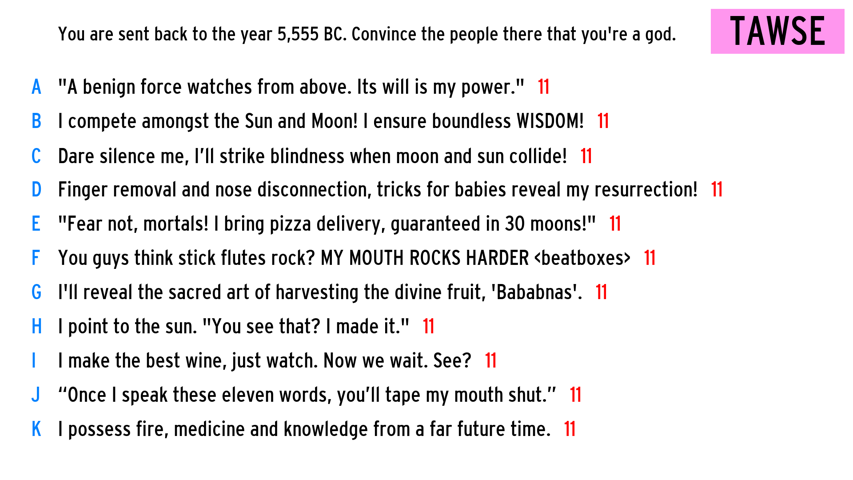 You are sent back to the year 5,555 BC. Convince the people there that you're a god.
TAWSE
A "A benign force watches from above. Its will is my power." 11
B I compete amongst the Sun and Moon! I ensure boundless WISDOM! 11
C Dare silence me, I’ll strike blindness when moon and sun collide! 11
D Finger removal and nose disconnection, tricks for babies reveal my resurrection! 11
E "Fear not, mortals! I bring pizza delivery, guaranteed in 30 moons!" 11
F You guys think stick flutes rock? MY MOUTH ROCKS HARDER <beatboxes> 11
G I'll reveal the sacred art of harvesting the divine fruit, 'Bababnas'. 11
H I point to the sun. "You see that? I made it." 11
I I make the best wine, just watch. Now we wait. See? 11
J “Once I speak these eleven words, you’ll tape my mouth shut.” 11
K I possess fire, medicine and knowledge from a far future time. 11